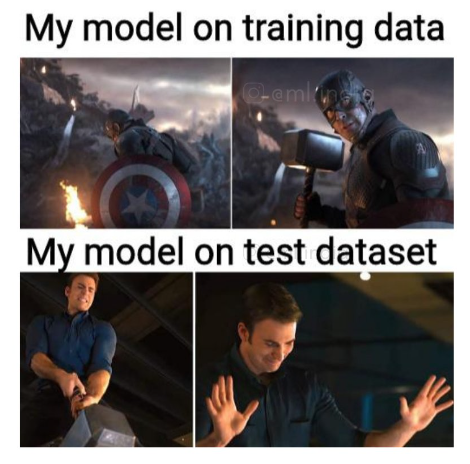 My model on training data
My model on test dataset